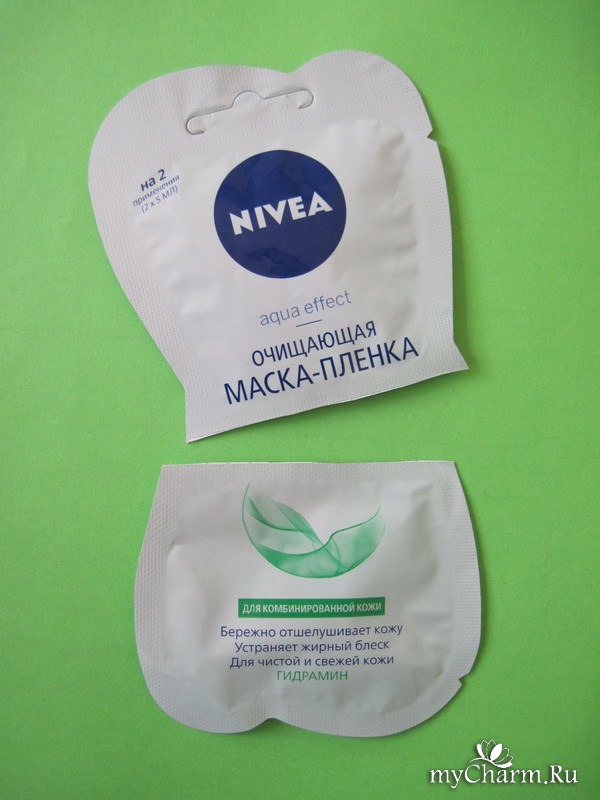 на 2
применения
(2 x 5 МЛ)
NIVEA
aqua effect
ОЧИЩАЮЩАЯ
МАСКА-ПЛЕНКА
ДЛЯ КОМБИНИРОВАННОЙ КОЖИ
Бережно отшелушивает кожу
Устраняет жирный блеск
Для чистой и свежей кожи
ГИДРАМИН
myCharm.Ru